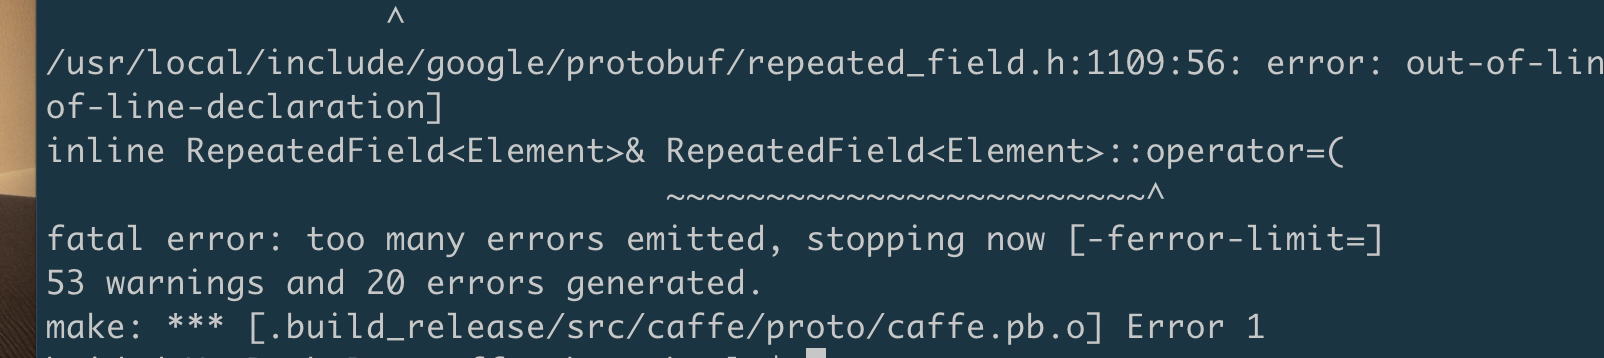 ^
/usr/local/include/google/protobuf/repeated_field.h:1109:56: error: out-of-lin
of-line-declaration]
inline RepeatedField<Element>& RepeatedField<Element>::operator=(
~~~~~~~~~~~~~~~~~~~~~~~~^
fatal error: too many errors emitted, stopping now [-ferror-limit=]
53 warnings and 20 errors generated.
make: *** [.build_release/src/caffe/proto/caffe.pb.o] Error 1